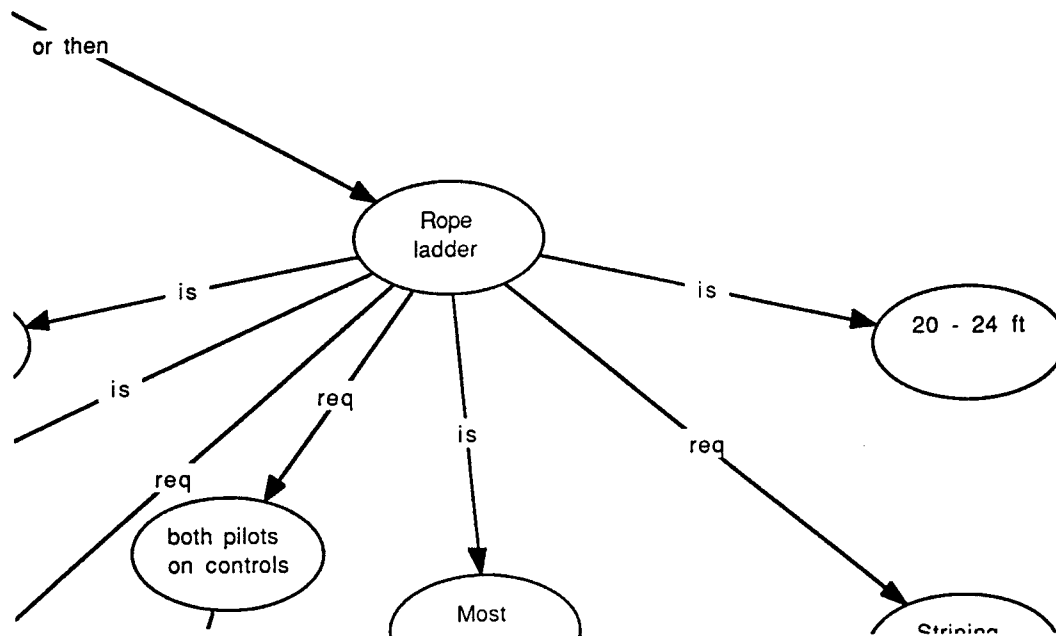 or then
Rope
ladder
is
is
20 - 24 ft
is
req
is
req
req
both pilots
on controls
Most
Strining